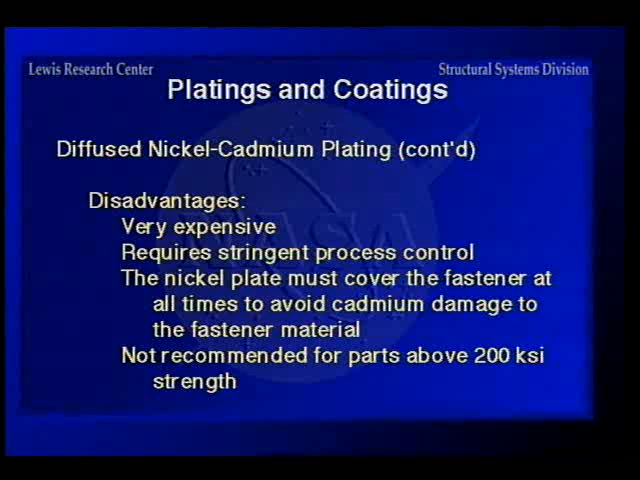 Lewis Research Center
Structural Systems Division
Platings and Coatings
Diffused Nickel-Cadmium Plating (cont'd)
Disadvantages:
Very expensive
Requires stringent process control
The nickel plate must cover the fastener at
all times to avoid cadmium damage to
the fastener material
Not recommended for parts above 200 ksi
strength
NASA